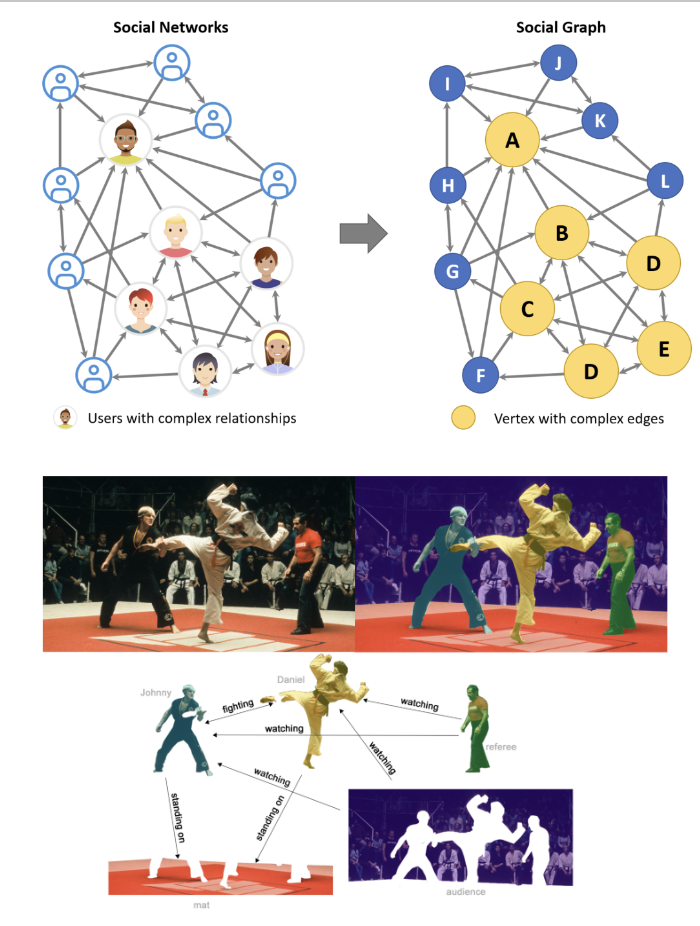 Social Networks
Social Graph
J
I
K
A
H
L
B
G
D
C
E
D
F
Users with complex relationships
Vertex with complex edges
Daniel
Johnny
fighting
watching
watching
referee
watching
watching
standing on
standing on
audience
mat